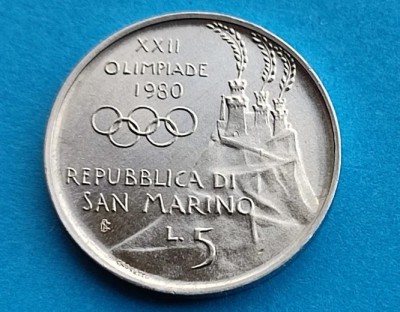 XXII
OLIMPIADE
1980
REPUBBLICA DI
SAN MARINO
L. 5